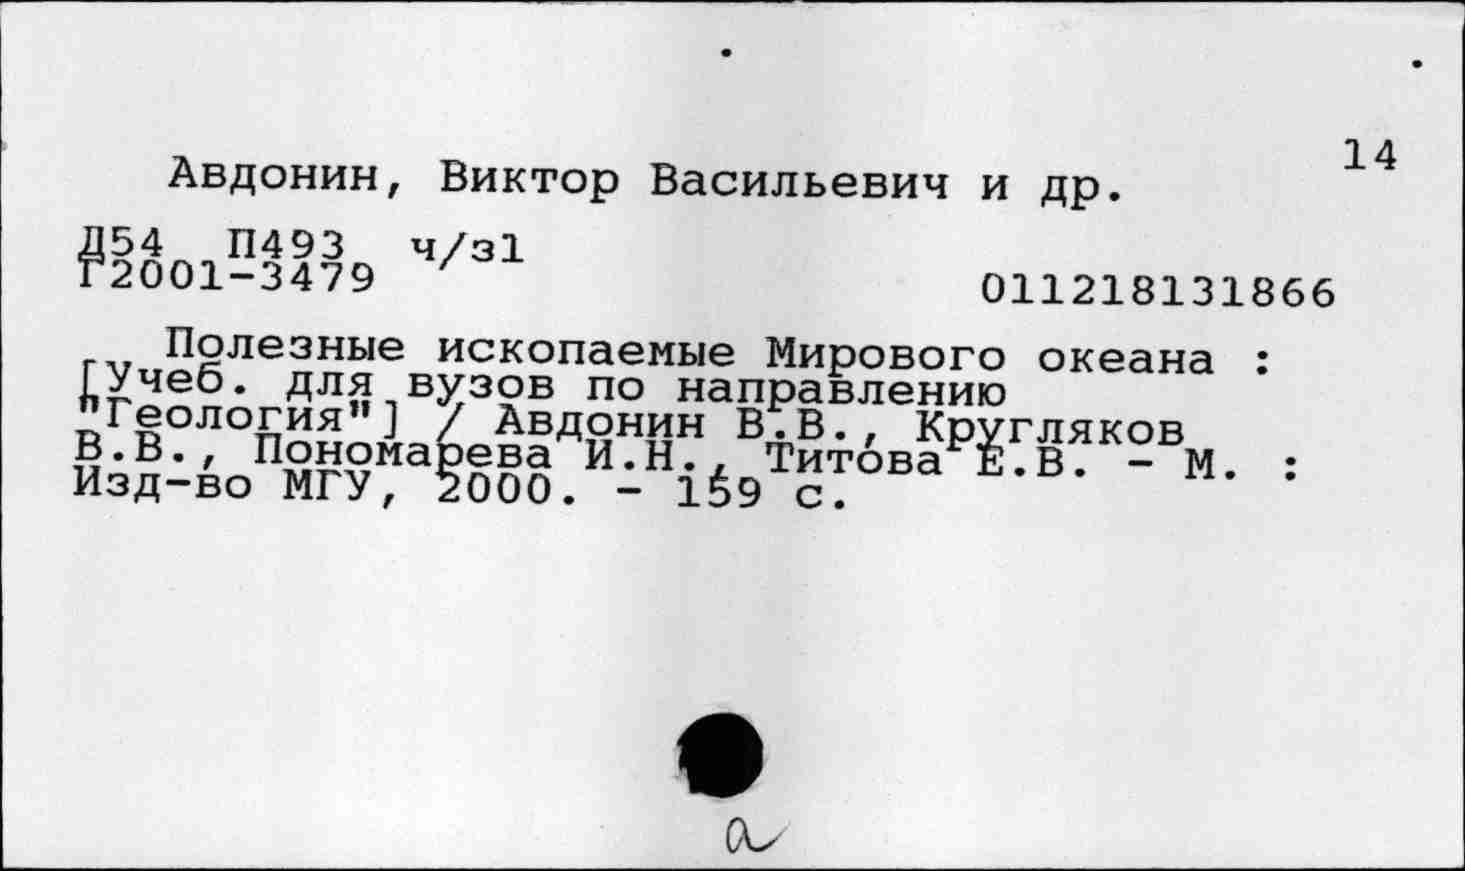 14
Авдонин, Виктор Васильевич и др.
Д54 П493 ч/з1
Г2001-3479
011218131866
Полезные ископаемые Мирового океана :
[Учеб. для вузов по направлению
"Геология"] / Авдонин В.В., Кругляков
В.В., Пономарева И.Н., Титова Е.В. - М. :
Изд-во МГУ, 2000. - 159 с.